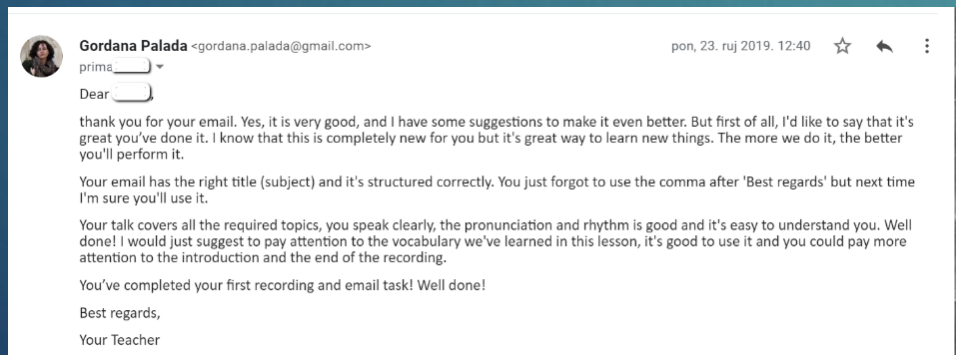 Gordana Palada <gordana.palada@gmail.com>
pon, 23. ruj 2019. 12:40
prima
Dear ,
thank you for your email. Yes, it is very good, and I have some suggestions to make it even better. But first of all, I'd like to say that it's
great you've done it. I know that this is completely new for you but it's great way to learn new things. The more we do it, the better
you'll perform it.
Your email has the right title (subject) and it's structured correctly. You just forgot to use the comma after 'Best regards' but next time
I'm sure you'll use it.
Your talk covers all the required topics, you speak clearly, the pronunciation and rhythm is good and it's easy to understand you. Well
done! I would just suggest to pay attention to the vocabulary we've learned in this lesson, it's good to use it and you could pay more
attention to the introduction and the end of the recording.
You've completed your first recording and email task! Well done!
Best regards,
Your Teacher